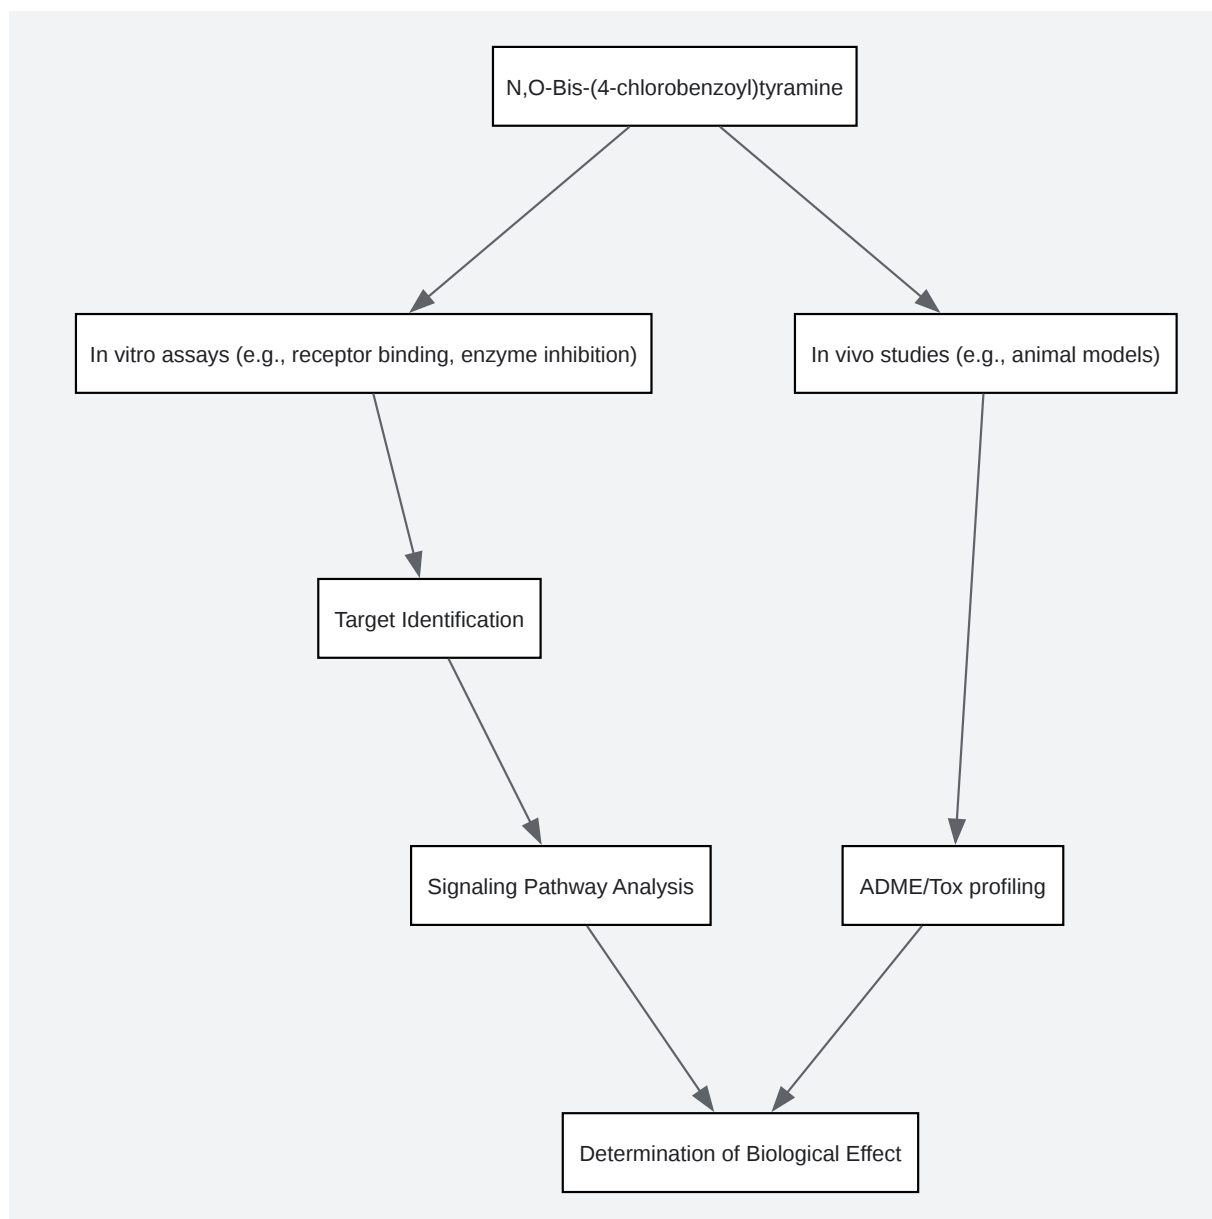 N,O-Bis-(4-chlorobenzoyl)tyramine
In vitro assays (e.g., receptor binding, enzyme inhibition)
In vivo studies (e.g., animal models)
Target Identification
Signaling Pathway Analysis
ADME/Tox profiling
Determination of Biological Effect